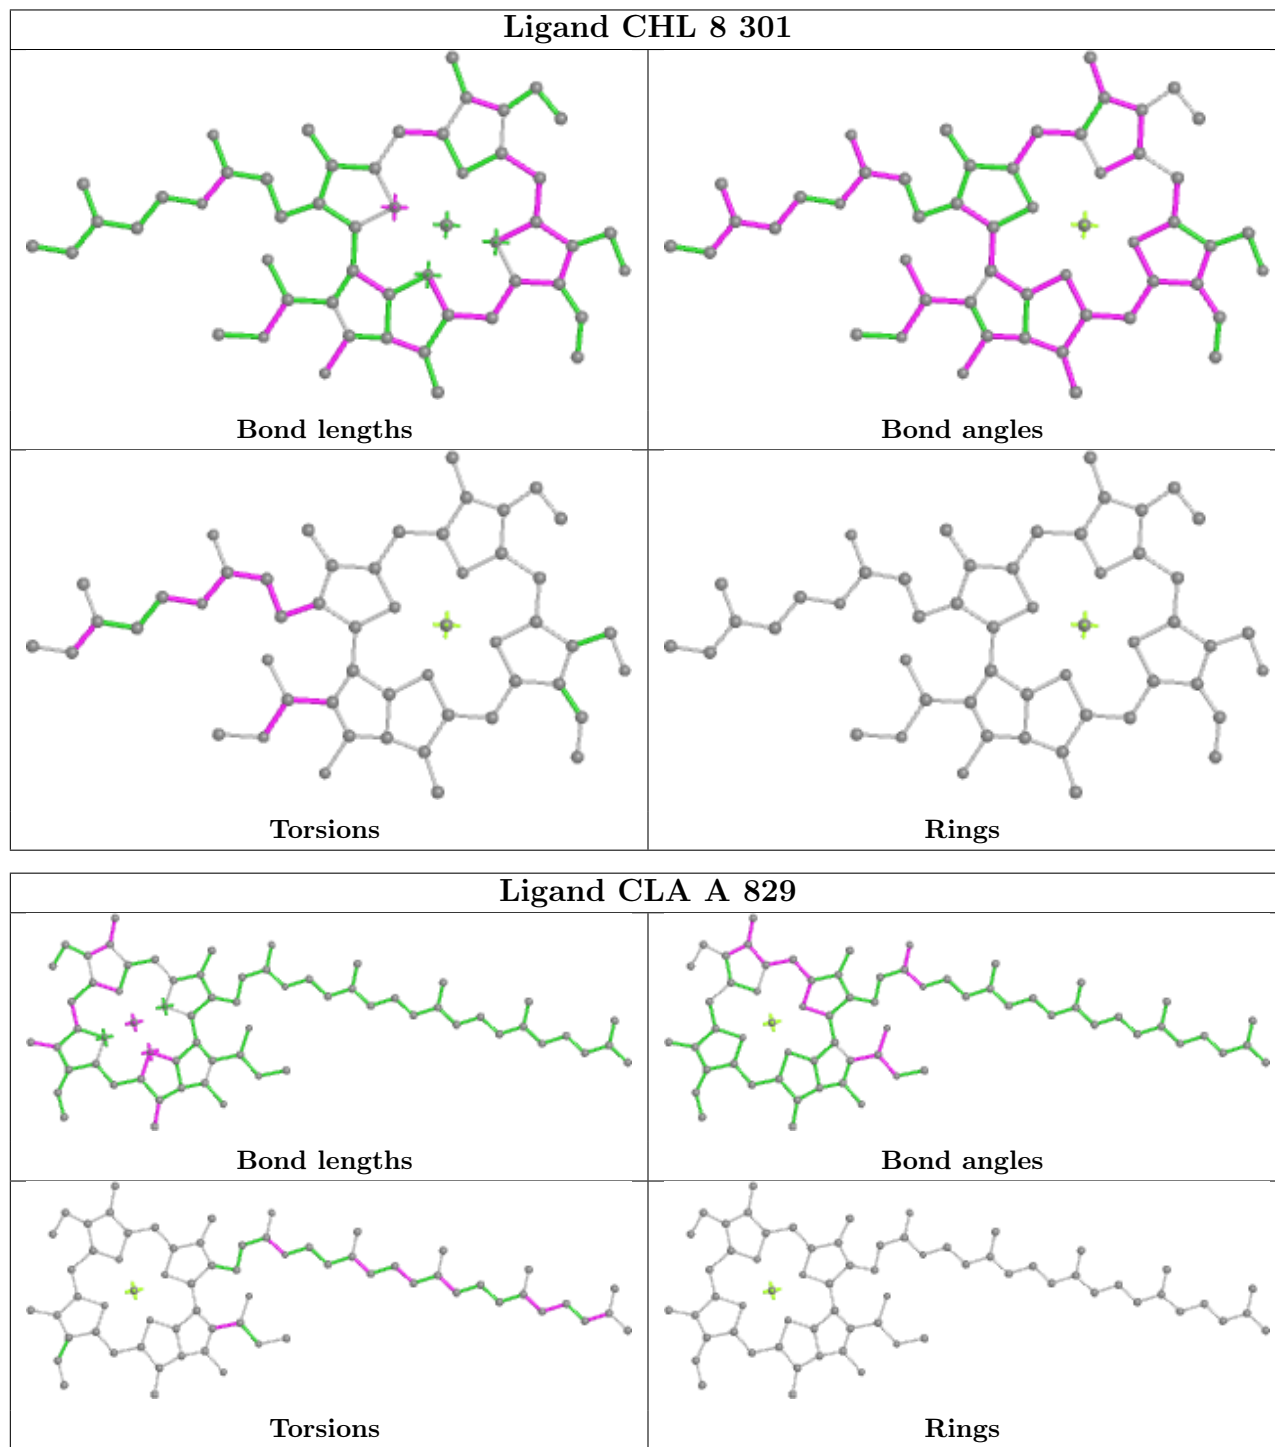 Ligand CHL 8 301
Bond lengths
Bond angles
Torsions
Rings
Ligand CLA A 829
Bond lengths
Bond angles
Torsions
Rings